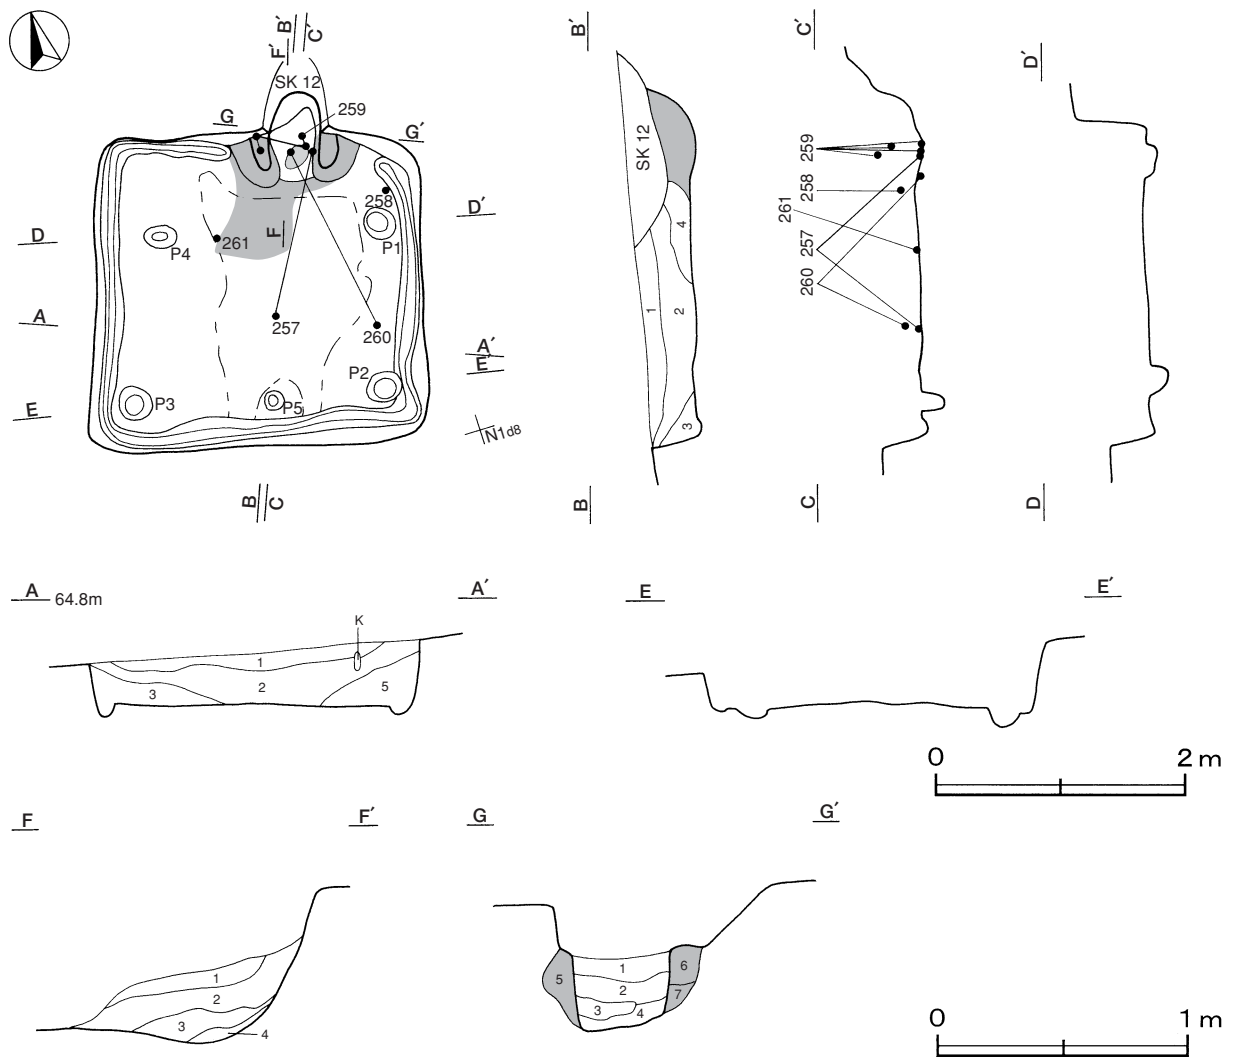 B′
C′
F′
SK 12
G
259
G′
258
D′
D
P4
261
F
P1
A
257
260
A′
E′
P2
E
P3
P5
N1d8
B
C
B′
SK 12
4
1
2
3
B
C′
259
258
261
257
260
C
D′
D
A 64.8m
A′
K
1
2
3
5
E
E′
0 2 m
F
F′
1
2
3
4
G
G′
1
2
3
4
5
6
7
0 1 m